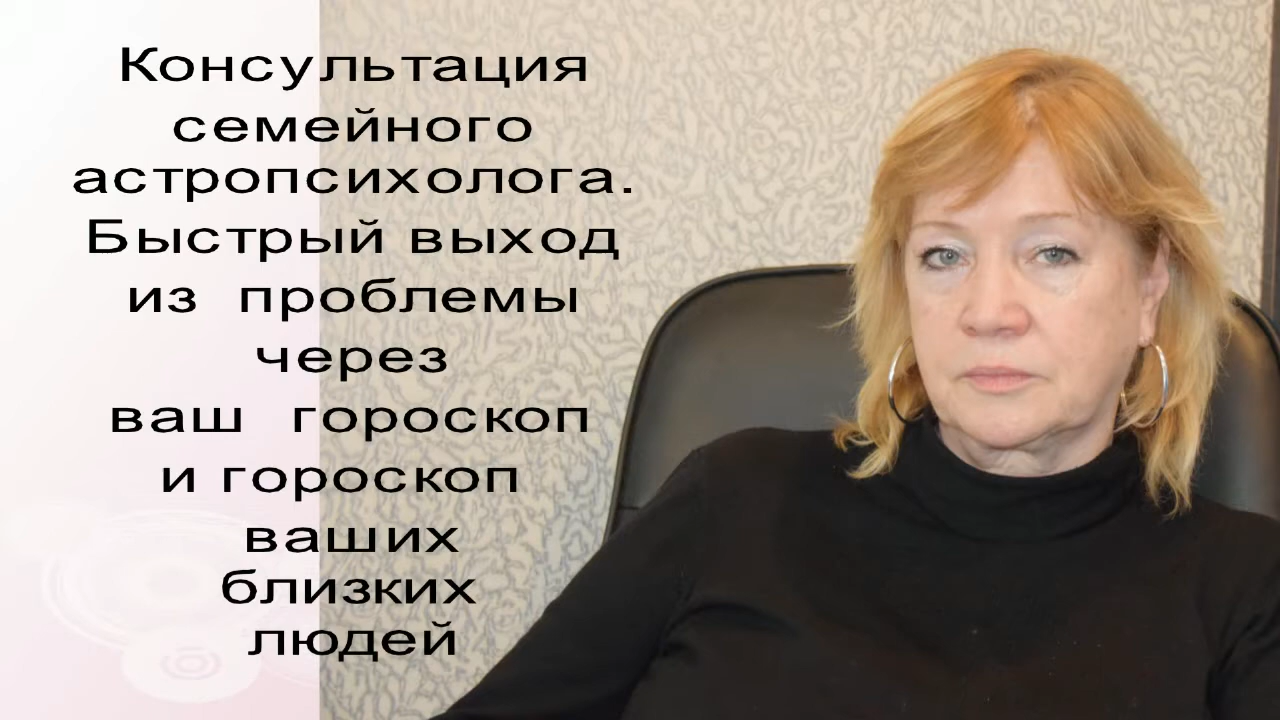 Консультация
семейного
астропсихолога.
Быстрый выход
из проблемы
через
ваш гороскоп
и гороскоп
ваших
близких
людей